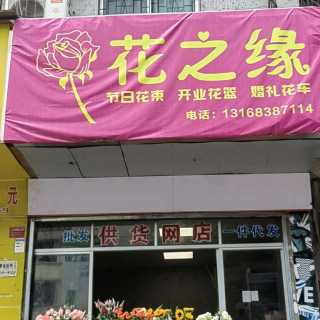 花之缘
节日花束 开业花篮 婚礼花车
电话：13168387114
批发 供货网店 一件代发
元